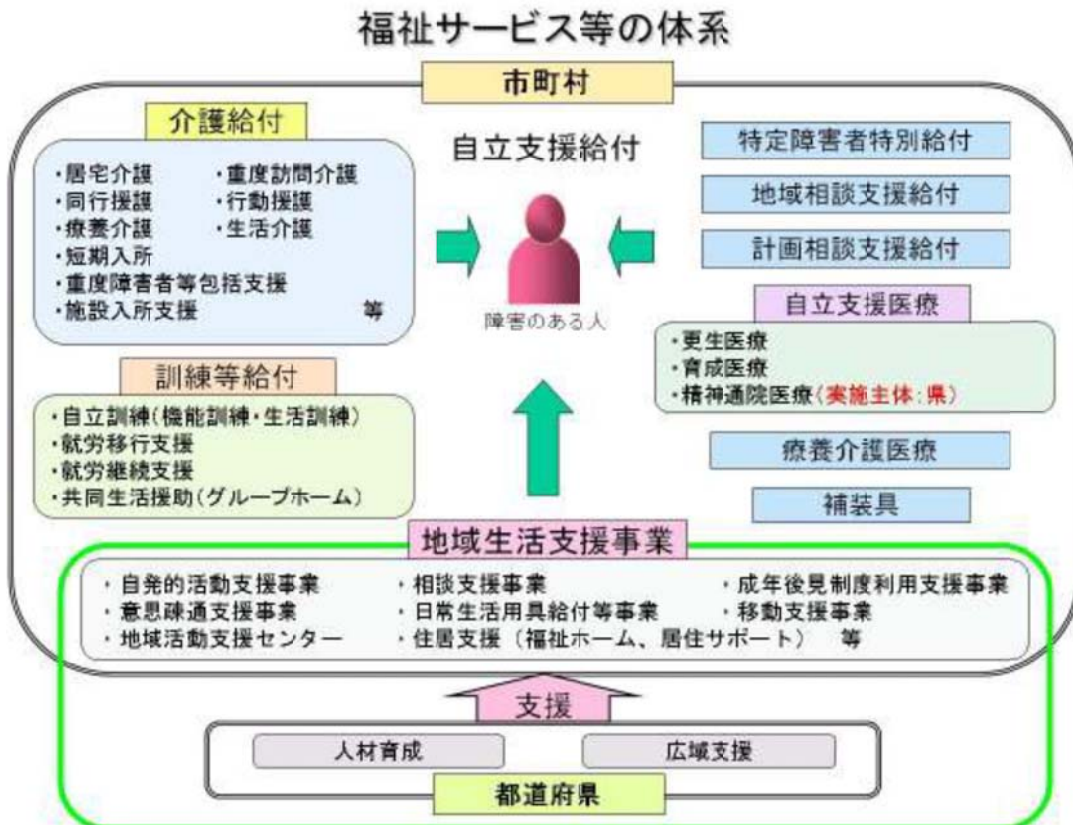 福祉サービス等の体系
市町村
介護給付
・居宅介護 ・重度訪問介護
・同行援護 ・行動援護
・療養介護 ・生活介護
・短期入所
・重度障害者等包括支援
・施設入所支援 等
訓練等給付
・自立訓練(機能訓練・生活訓練)
・就労移行支援
・就労継続支援
・共同生活援助(グループホーム)
自立支援給付
障害のある人
特定障害者特別給付
地域相談支援給付
計画相談支援給付
自立支援医療
・更生医療
・育成医療
・精神通院医療(実施主体:県)
療養介護医療
補装具
地域生活支援事業
・自発的活動支援事業 ・相談支援事業 ・成年後見制度利用支援事業
・意思疎通支援事業 ・日常生活用具給付等事業 ・移動支援事業
・地域活動支援センター ・住居支援（福祉ホーム、居住サポート） 等
支援
人材育成 広域支援
都道府県